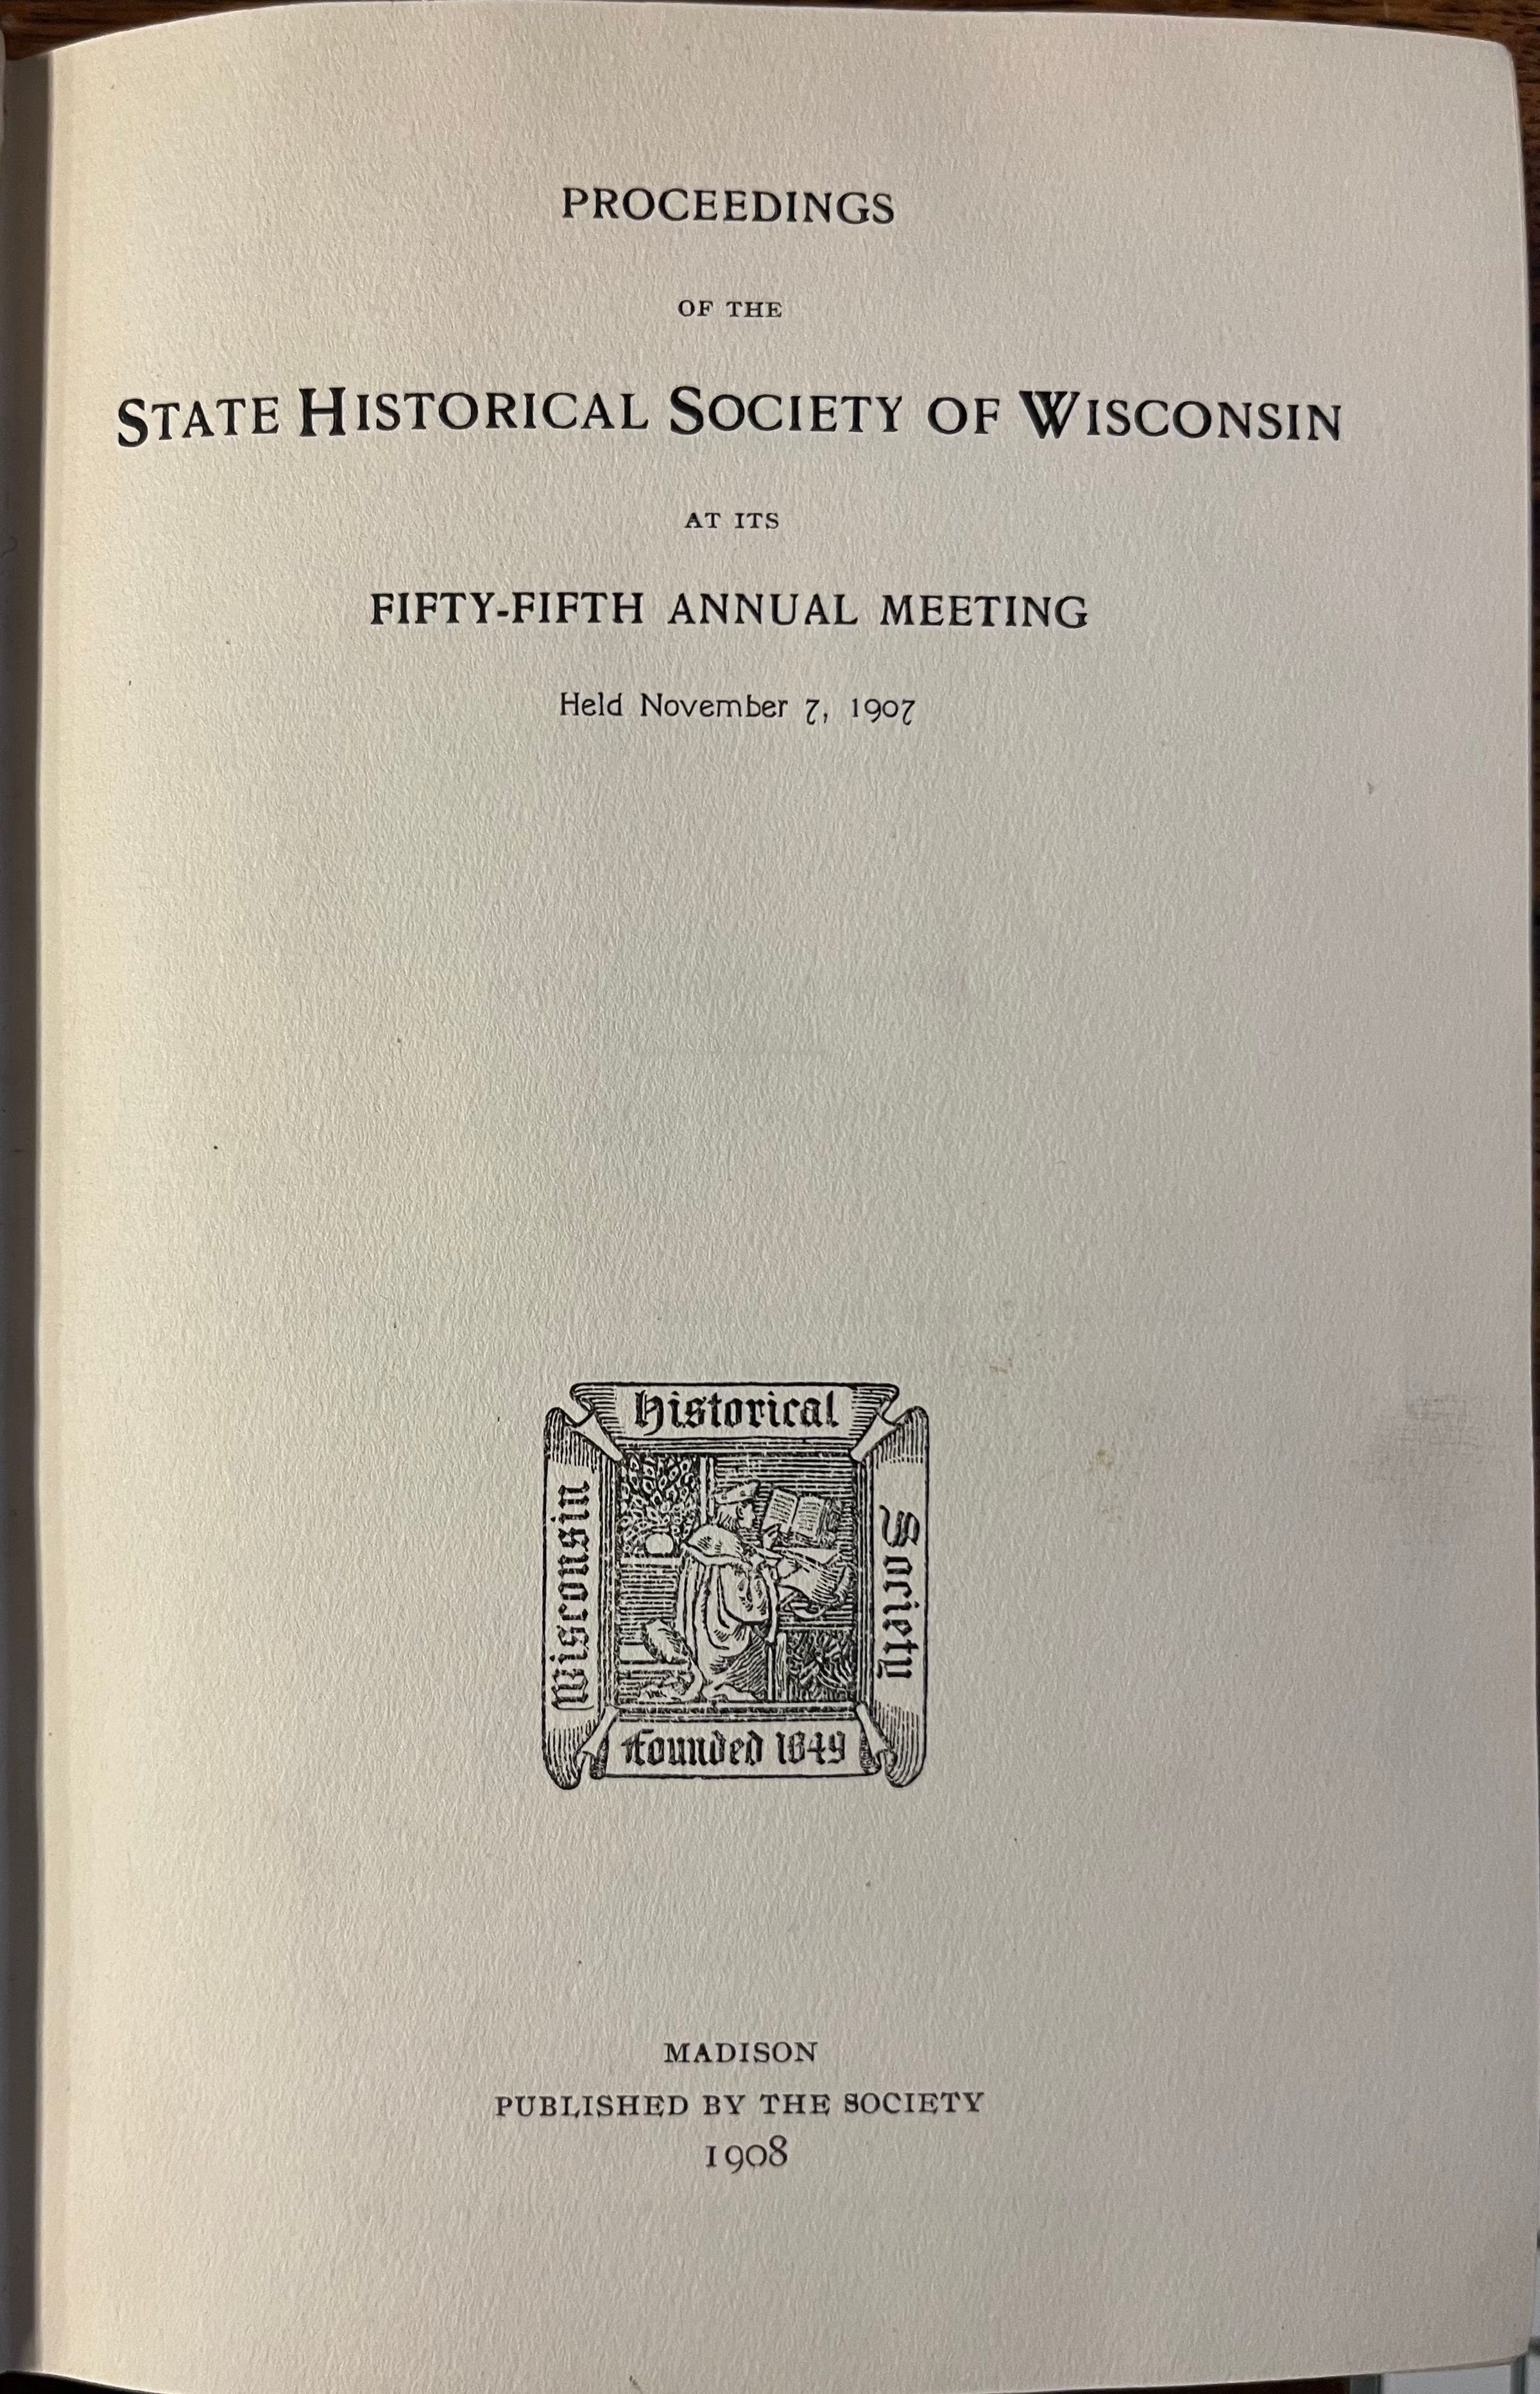 PROCEEDINGS
OF THE
STATE HISTORICAL SOCIETY OF WISCONSIN
AT ITS
FIFTY-FIFTH ANNUAL MEETING
Held November 7, 1907
Historical
Wisconsin
Society
Founded 1849
MADISON
PUBLISHED BY THE SOCIETY
1908